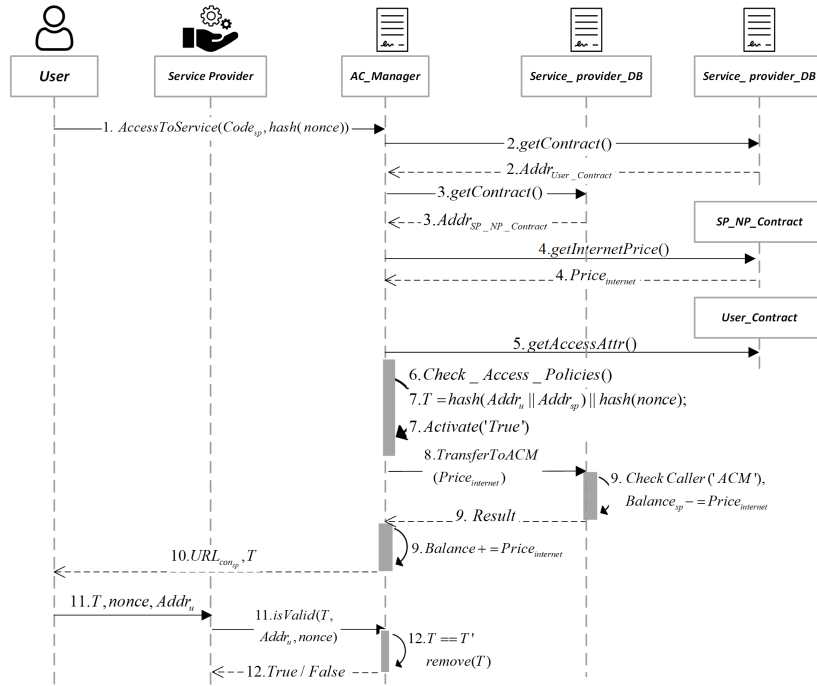 User
Service Provider
AC_Manager
Service_ provider_DB
Service_ provider_DB
1. AccessToService(Code_sp, hash(nonce))
2.getContract()
2.Addr_User_Contract
3.getContract()
3.Addr_SP_NP_Contract
SP_NP_Contract
4.getInternetPrice()
4.Price_internet
User_Contract
5.getAccessAttr()
6.Check _ Access _ Policies()
7.T = hash(Addr_u || Addr_sp) || hash(nonce);
7.Activate('True')
8.TransferToACM
(Price_internet)
9. Check Caller (' ACM '),
Balance_sp − = Price_internet
9. Result
9.Balance + = Price_internet
10.URL_con_sp, T
11.T, nonce, Addr_u
11.isValid(T,
Addr_u, nonce)
12.T == T'
remove(T)
12.True / False